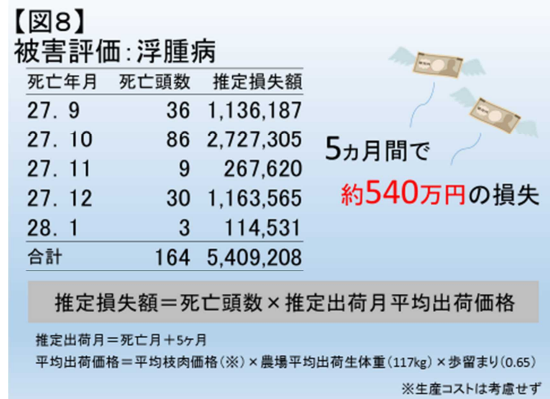 【図8】
被害評価：浮腫病
死亡年月 死亡頭数 推定損失額
27. 9 36 1,136,187
27. 10 86 2,727,305
27. 11 9 267,620
27. 12 30 1,163,565
28. 1 3 114,531
合計 164 5,409,208
5ヵ月間で
約540万円の損失
推定損失額＝死亡頭数×推定出荷月平均出荷価格
推定出荷月＝死亡月＋5ヶ月
平均出荷価格＝平均枝肉価格（※）×農場平均出荷生体重（117kg）×歩留まり（0.65）
※生産コストは考慮せず